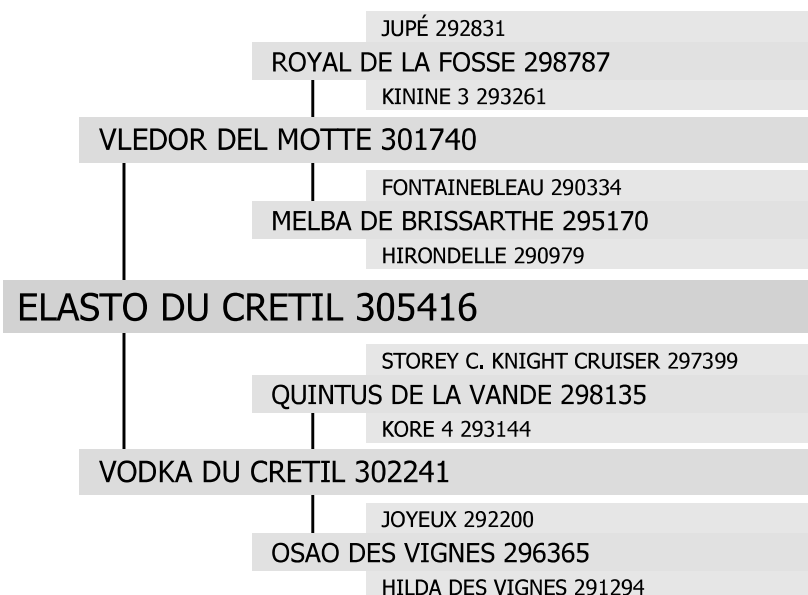 JUPÉ 292831
ROYAL DE LA FOSSE 298787
KININE 3 293261
VLEDOR DEL MOTTE 301740
FONTAINEBLEAU 290334
MELBA DE BRISSARTHE 295170
HIRONDELLE 290979
ELASTO DU CRETIL 305416
STOREY C. KNIGHT CRUISER 297399
QUINTUS DE LA VANDE 298135
KORE 4 293144
VODKA DU CRETIL 302241
JOYEUX 292200
OSAO DES VIGNES 296365
HILDA DES VIGNES 291294